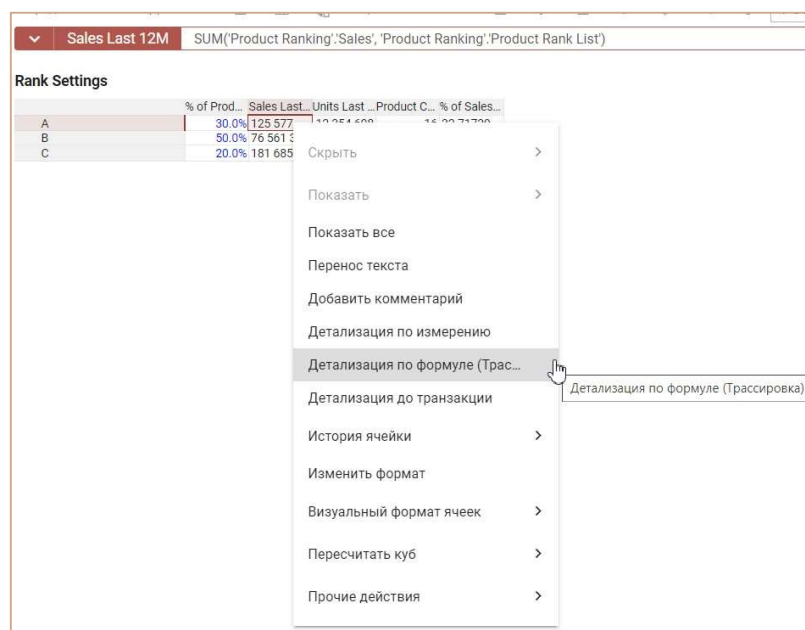 Sales Last 12M SUM('Product Ranking'.'Sales', 'Product Ranking'.'Product Rank List')
Rank Settings
% of Prod... Sales Last... Units Last ... Product C... % of Sales...
A 30.0% 125 577
B 50.0% 76 561
C 20.0% 181 685
Скрыть
Показать
Показать все
Перенос текста
Добавить комментарий
Детализация по измерению
Детализация по формуле (Трас...
Детализация по формуле (Трассировка)
Детализация до транзакции
История ячейки
Изменить формат
Визуальный формат ячеек
Пересчитать куб
Прочие действия